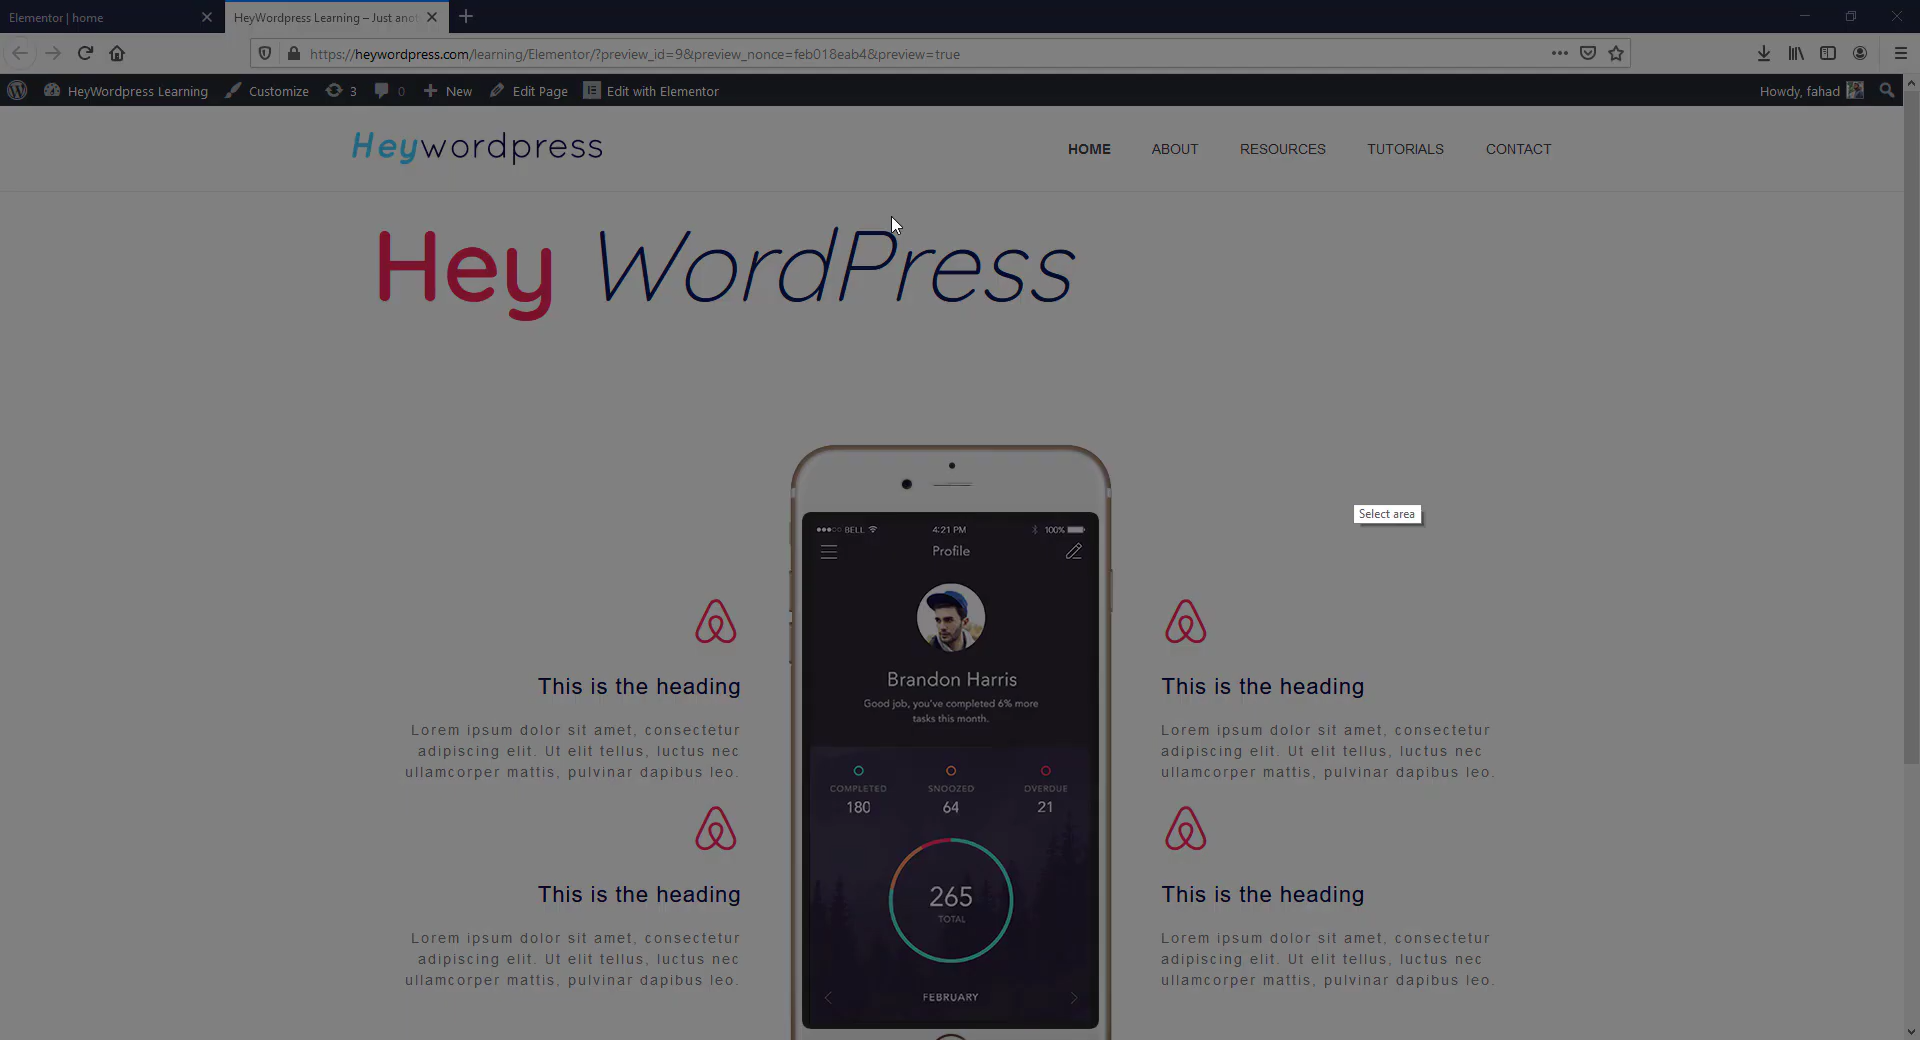 Elementor | home
HeyWordpress Learning – Just anot
https://heywordpress.com/learning/Elementor/?preview_id=9&preview_nonce=feb018eab4&preview=true
HeyWordpress Learning Customize 3 0 New Edit Page Edit with Elementor Howdy, fahad
Heywordpress
HOME ABOUT RESOURCES TUTORIALS CONTACT
Hey WordPress
Select area
BELL 4:21 PM 100%
Profile
Brandon Harris
Good job, you've completed 6% more
tasks this month.
This is the heading
Lorem ipsum dolor sit amet, consectetur
adipiscing elit. Ut elit tellus, luctus nec
ullamcorper mattis, pulvinar dapibus leo.
This is the heading
Lorem ipsum dolor sit amet, consectetur
adipiscing elit. Ut elit tellus, luctus nec
ullamcorper mattis, pulvinar dapibus leo.
COMPLETED SNOOZED OVERDUE
180 64 21
265
TOTAL
FEBRUARY
This is the heading
Lorem ipsum dolor sit amet, consectetur
adipiscing elit. Ut elit tellus, luctus nec
ullamcorper mattis, pulvinar dapibus leo.
This is the heading
Lorem ipsum dolor sit amet, consectetur
adipiscing elit. Ut elit tellus, luctus nec
ullamcorper mattis, pulvinar dapibus leo.